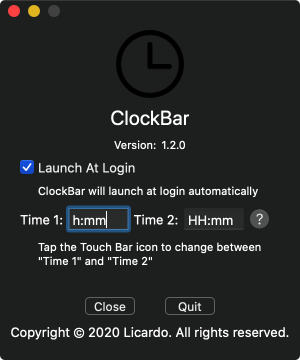 ClockBar
Version: 1.2.0
Launch At Login
ClockBar will launch at login automatically
Time 1: h:mm Time 2: HH:mm ?
Tap the Touch Bar icon to change between
"Time 1" and "Time 2"
Close Quit
Copyright © 2020 Licardo. All rights reserved.